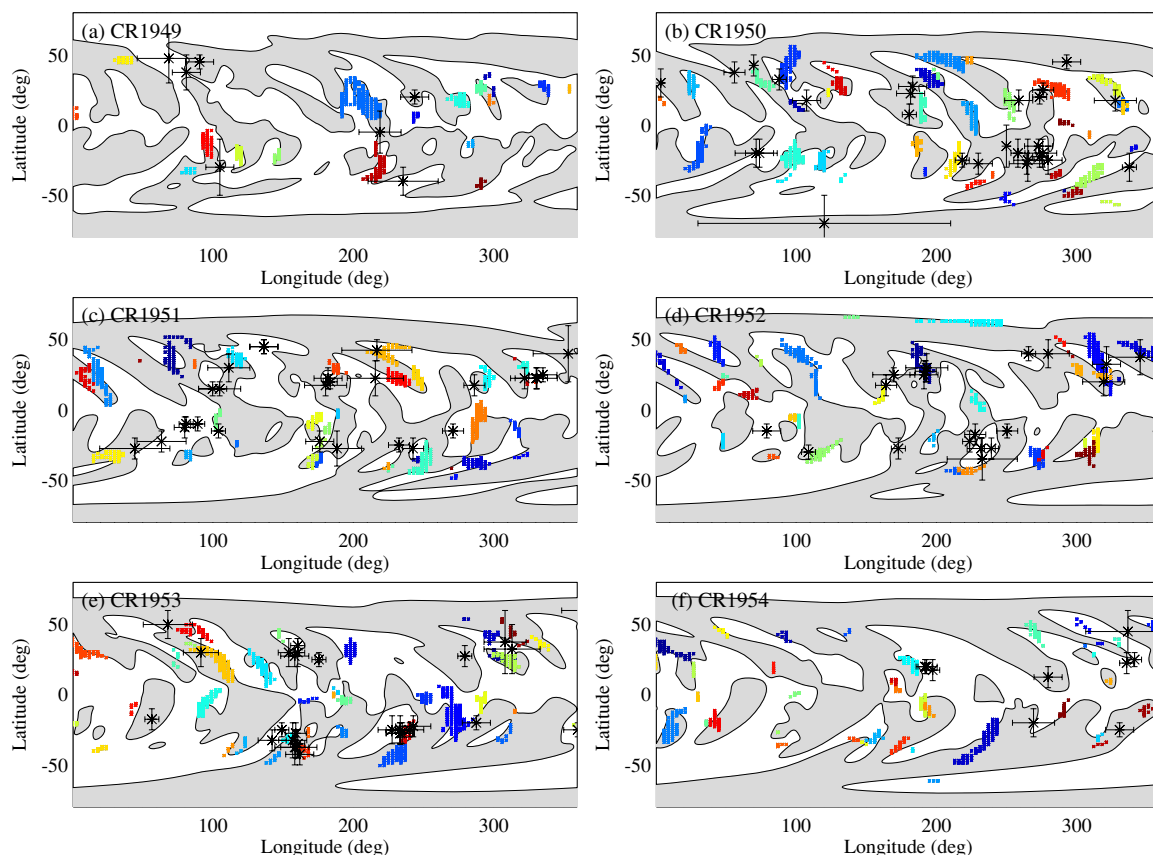 (a) CR1949
(b) CR1950
50
0
-50
Latitude (deg)
100
200
300
Longitude (deg)
50
0
-50
Latitude (deg)
100
200
300
Longitude (deg)
(c) CR1951
(d) CR1952
50
0
-50
Latitude (deg)
100
200
300
Longitude (deg)
50
0
-50
Latitude (deg)
100
200
300
Longitude (deg)
(e) CR1953
(f) CR1954
50
0
-50
Latitude (deg)
100
200
300
Longitude (deg)
50
0
-50
Latitude (deg)
100
200
300
Longitude (deg)